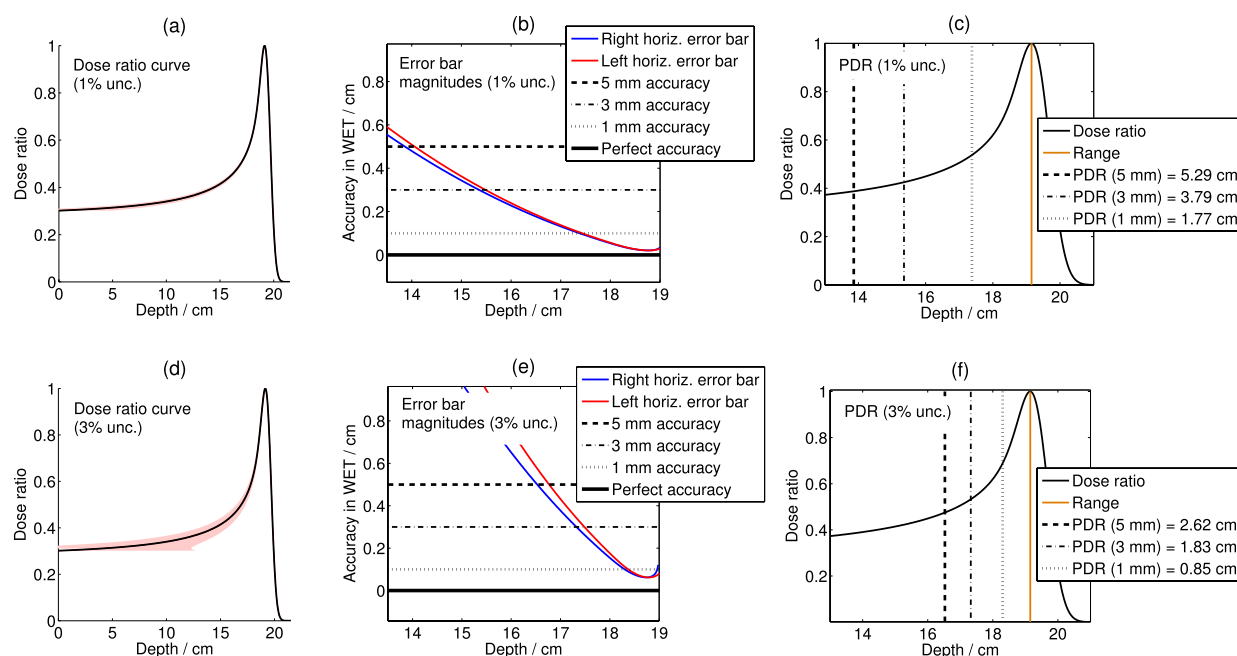 (a)
Dose ratio curve
(1% unc.)
1
0.8
0.6
0.4
0.2
0
Dose ratio
0 5 10 15 20
Depth / cm
(b)
Error bar
magnitudes (1% unc.)
Right horiz. error bar
Left horiz. error bar
5 mm accuracy
3 mm accuracy
1 mm accuracy
Perfect accuracy
0.8
0.6
0.4
0.2
0
Accuracy in WET / cm
14 15 16 17 18 19
Depth / cm
(c)
PDR (1% unc.)
1
0.8
0.6
0.4
0.2
0
Dose ratio
14 16 18 20
Depth / cm
Dose ratio
Range
PDR (5 mm) = 5.29 cm
PDR (3 mm) = 3.79 cm
PDR (1 mm) = 1.77 cm
(d)
Dose ratio curve
(3% unc.)
1
0.8
0.6
0.4
0.2
0
Dose ratio
0 5 10 15 20
Depth / cm
(e)
Error bar
magnitudes (3% unc.)
Right horiz. error bar
Left horiz. error bar
5 mm accuracy
3 mm accuracy
1 mm accuracy
Perfect accuracy
0.8
0.6
0.4
0.2
0
Accuracy in WET / cm
14 15 16 17 18 19
Depth / cm
(f)
PDR (3% unc.)
1
0.8
0.6
0.4
0.2
Dose ratio
14 16 18 20
Depth / cm
Dose ratio
Range
PDR (5 mm) = 2.62 cm
PDR (3 mm) = 1.83 cm
PDR (1 mm) = 0.85 cm